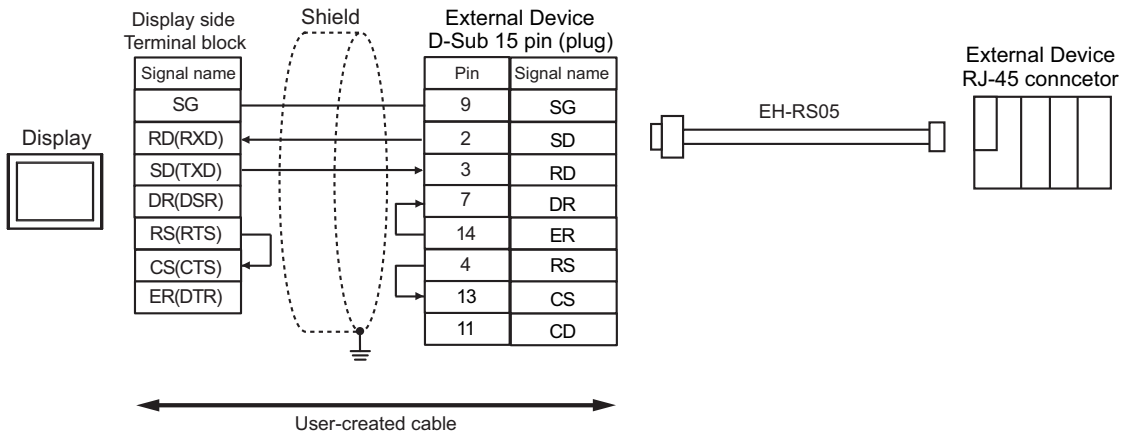 Display side
Terminal block
Shield
External Device
D-Sub 15 pin (plug)
Signal name
Pin
Signal name
SG
9
SG
RD(RXD)
2
SD
SD(TXD)
3
RD
DR(DSR)
7
DR
RS(RTS)
14
ER
CS(CTS)
4
RS
ER(DTR)
13
CS
11
CD
Display
EH-RS05
External Device
RJ-45 conncetor
User-created cable